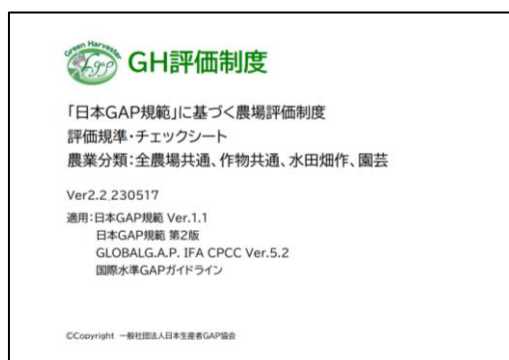 Green Harvester
GH評価制度
「日本GAP規範」に基づく農場評価制度
評価規準・チェックシート
農業分類：全農場共通、作物共通、水田畑作、園芸
Ver2.2_230517
適用：日本GAP規範 Ver.1.1
日本GAP規範 第2版
GLOBALG.A.P. IFA CPCC Ver.5.2
国際水準GAPガイドライン
©Copyright 一般社団法人日本生産者GAP協会